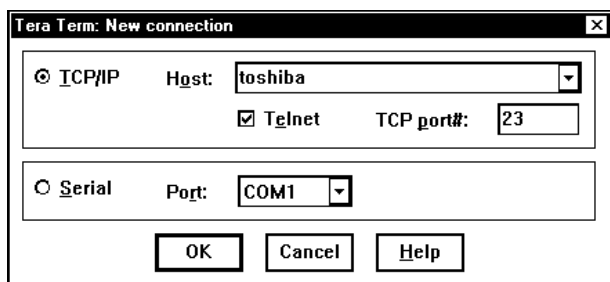 Tera Term: New connection
TCP/IP Host: toshiba
Telnet TCP port#: 23
Serial Port: COM1
OK Cancel Help